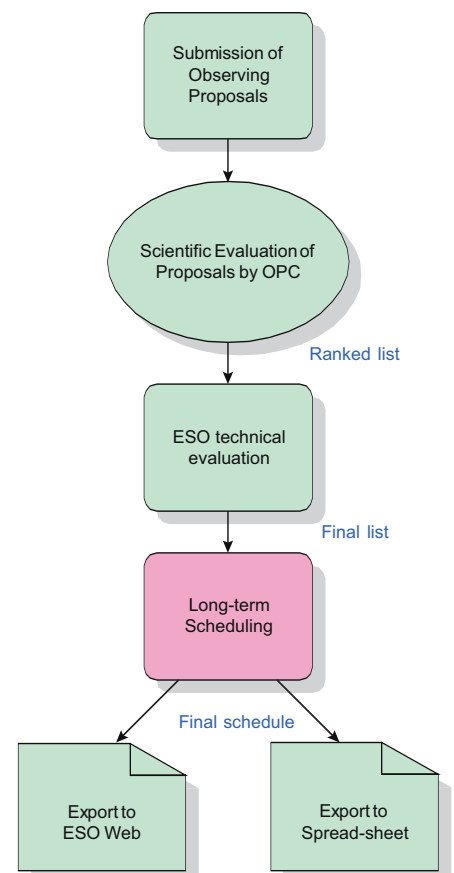 Submission of
Observing
Proposals
Scientific Evaluation of
Proposals by OPC
Ranked list
ESO technical
evaluation
Final list
Long-term
Scheduling
Final schedule
Export to
ESO Web
Export to
Spread-sheet